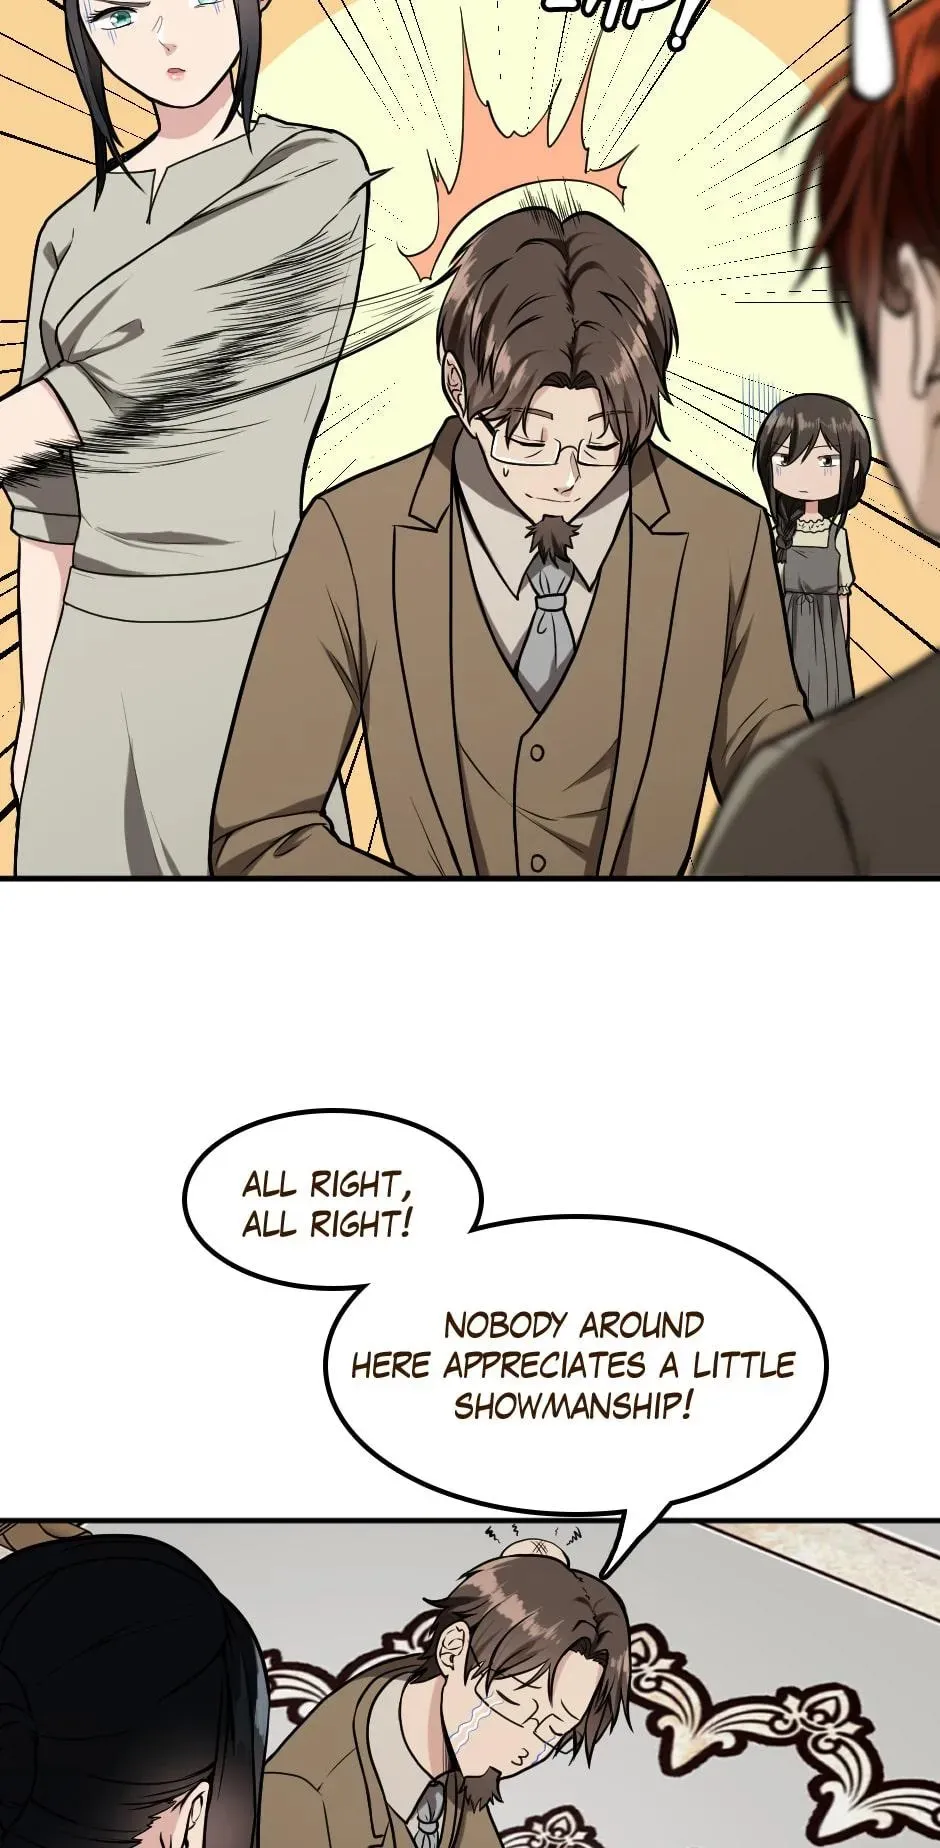 ALL RIGHT,
ALL RIGHT!
NOBODY AROUND
HERE APPRECIATES A LITTLE
SHOWMANSHIP!